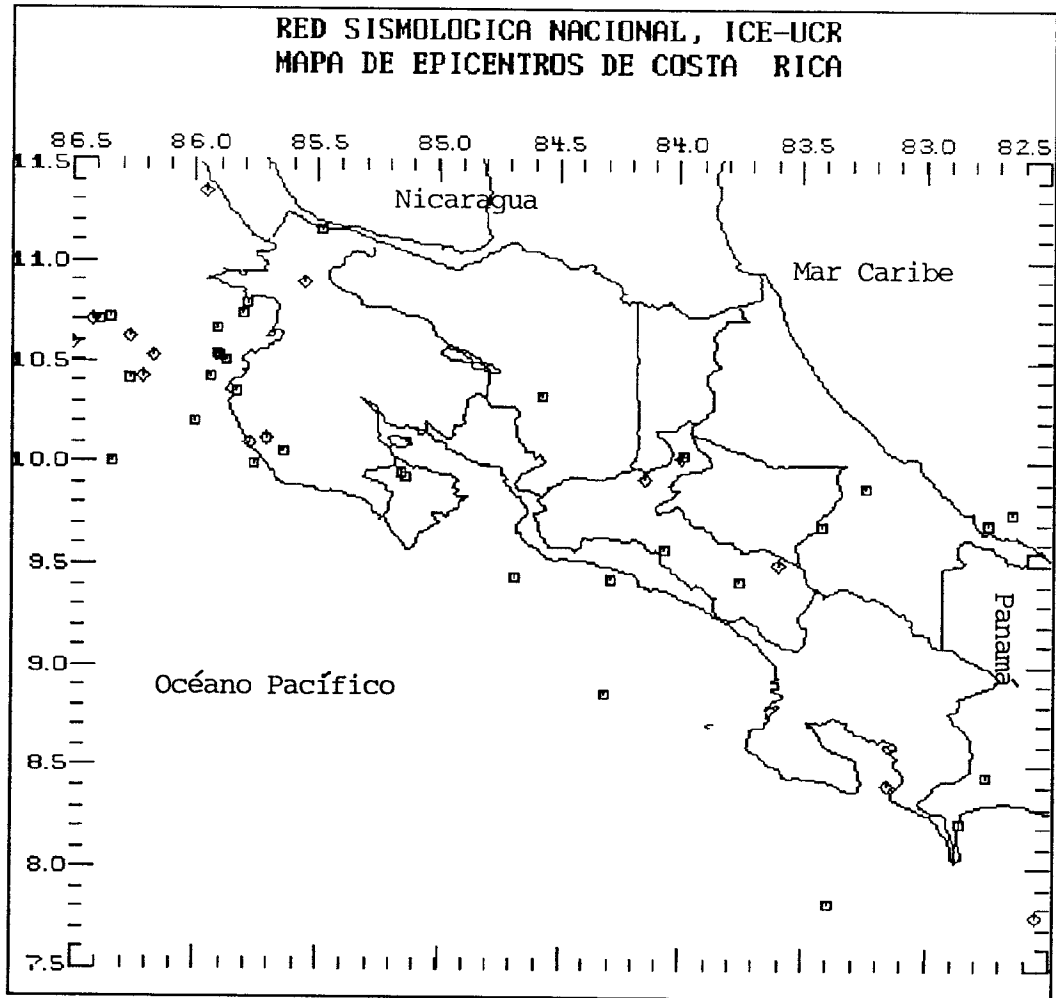 RED SISMOLOGICA NACIONAL, ICE-UCR
MAPA DE EPICENTROS DE COSTA RICA
86.5 86.0 85.5 85.0 84.5 84.0 83.5 83.0 82.5
11.5
Nicaragua
11.0
Mar Caribe
10.5
10.0
9.5
Panama
9.0
Océano Pacífico
8.5
8.0
7.5